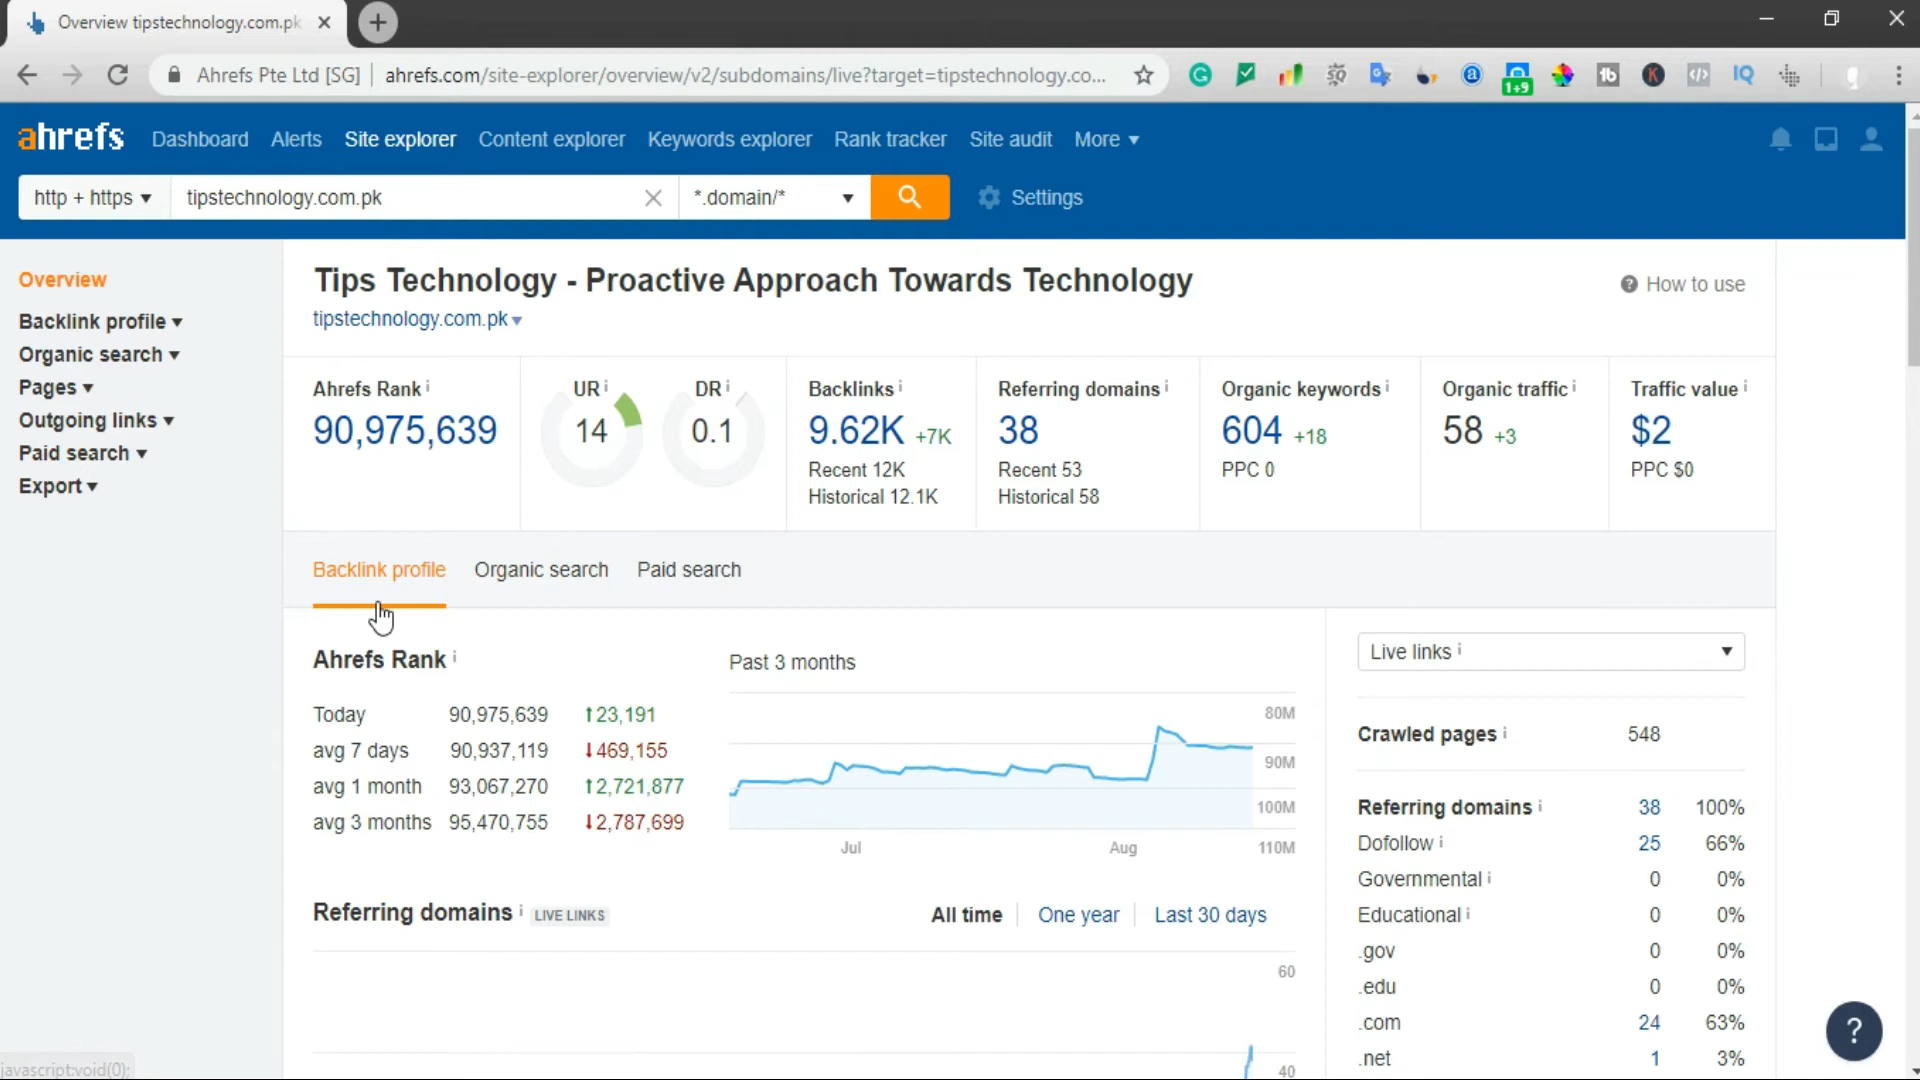 Overview tipstechnology.com.pk
Ahrefs Pte Ltd [SG] ahrefs.com/site-explorer/overview/v2/subdomains/live?target=tipstechnology.co...
1+9
ahrefs Dashboard Alerts Site explorer Content explorer Keywords explorer Rank tracker Site audit More
http + https tipstechnology.com.pk *.domain/* Settings
Overview
Backlink profile
Organic search
Pages
Outgoing links
Paid search
Export
Tips Technology - Proactive Approach Towards Technology
How to use
tipstechnology.com.pk
Ahrefs Rank
90,975,639
UR
14
DR
0.1
Backlinks
9.62K +7K
Recent 12K
Historical 12.1K
Referring domains
38
Recent 53
Historical 58
Organic keywords
604 +18
PPC 0
Organic traffic
58 +3
Traffic value
$2
PPC $0
Backlink profile Organic search Paid search
Ahrefs Rank
Today 90,975,639 ↑23,191
avg 7 days 90,937,119 ↓469,155
avg 1 month 93,067,270 ↑2,721,877
avg 3 months 95,470,755 ↓2,787,699
Past 3 months
80M
90M
100M
110M
Jul Aug
Referring domains LIVE LINKS
All time One year Last 30 days
60
40
Live links
Crawled pages 548
Referring domains 38 100%
Dofollow 25 66%
Governmental 0 0%
Educational 0 0%
.gov 0 0%
.edu 0 0%
.com 24 63%
.net 1 3%
?
javascript:void(0);